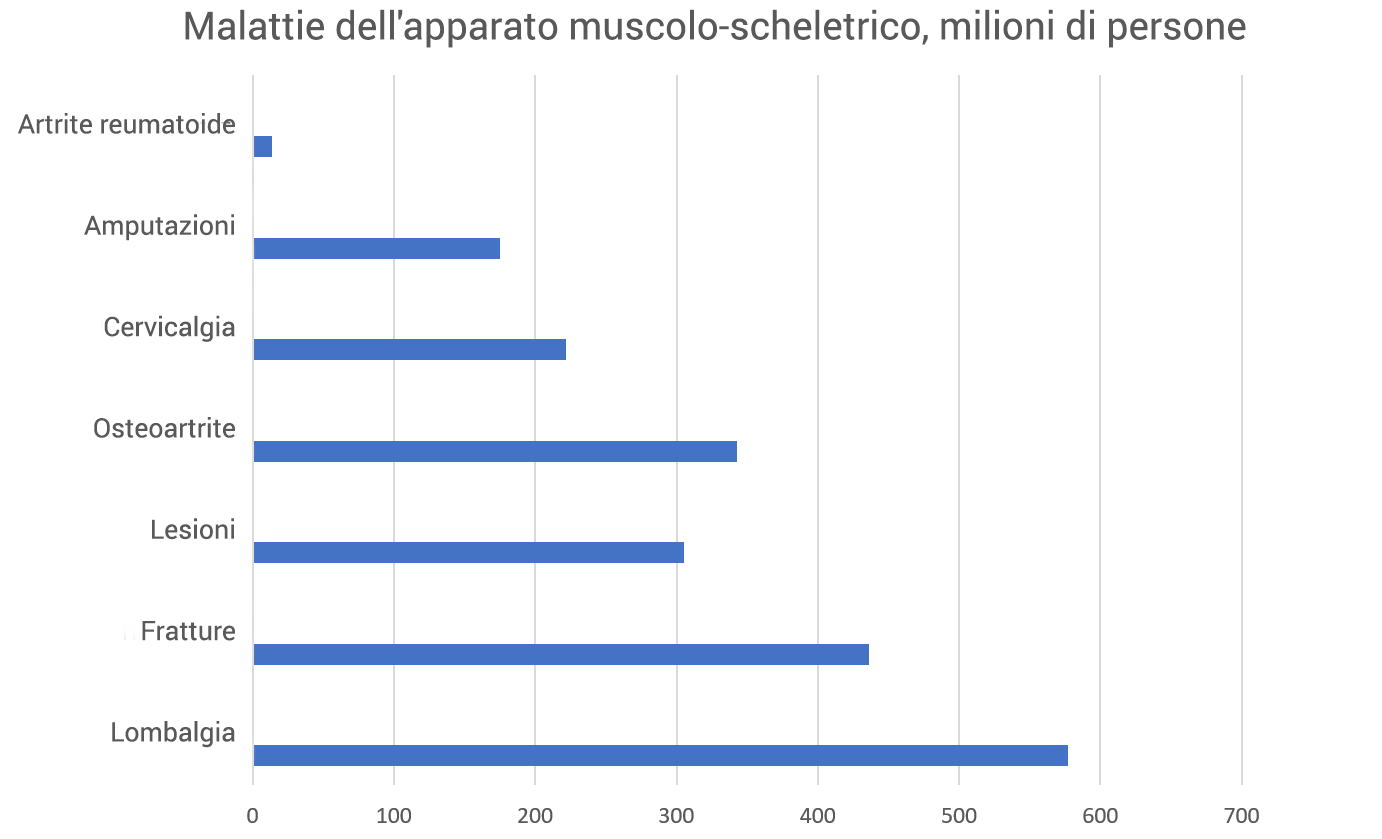 Malattie dell'apparato muscolo-scheletrico, milioni di persone
Artrite reumatoide
Amputazioni
Cervicalgia
Osteoartrite
Lesioni
Fratture
Lombalgia
0 100 200 300 400 500 600 700